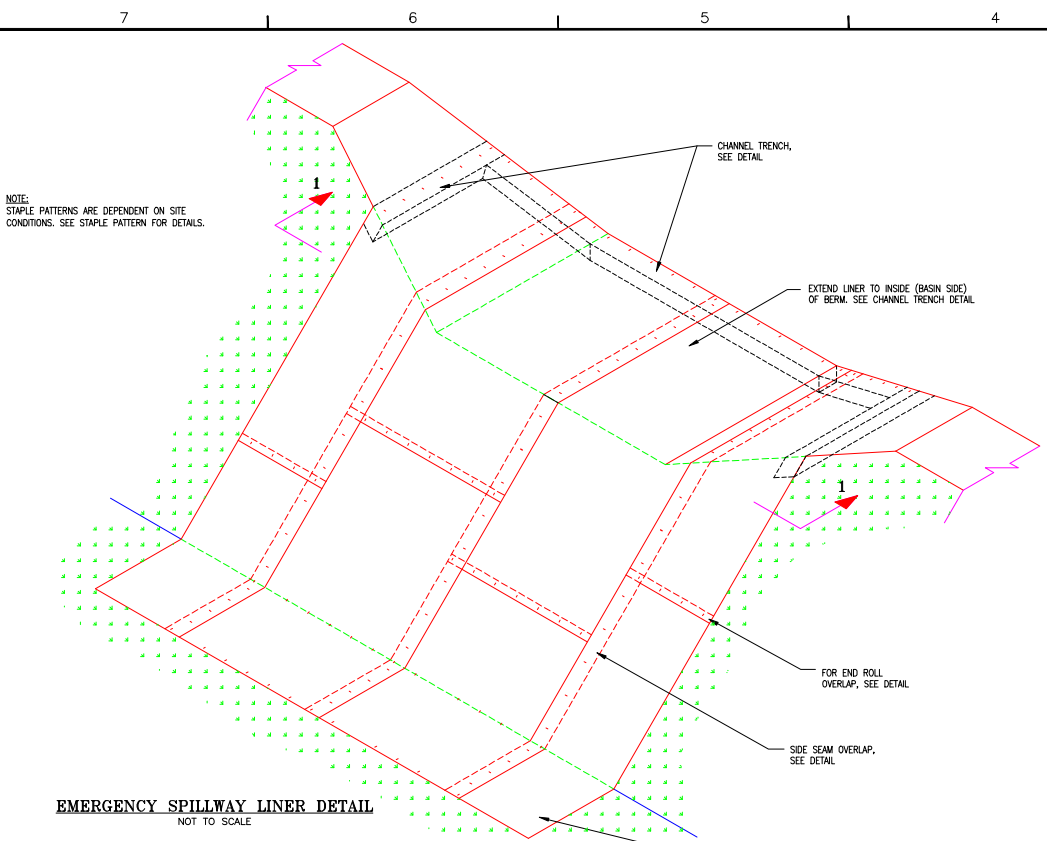 7 6 5 4
CHANNEL TRENCH,
SEE DETAIL
1
NOTE:
STAPLE PATTERNS ARE DEPENDENT ON SITE
CONDITIONS. SEE STAPLE PATTERN FOR DETAILS.
EXTEND LINER TO INSIDE (BASIN SIDE)
OF BERM. SEE CHANNEL TRENCH DETAIL
1
FOR END ROLL
OVERLAP, SEE DETAIL
SIDE SEAM OVERLAP,
SEE DETAIL
EMERGENCY SPILLWAY LINER DETAIL
NOT TO SCALE